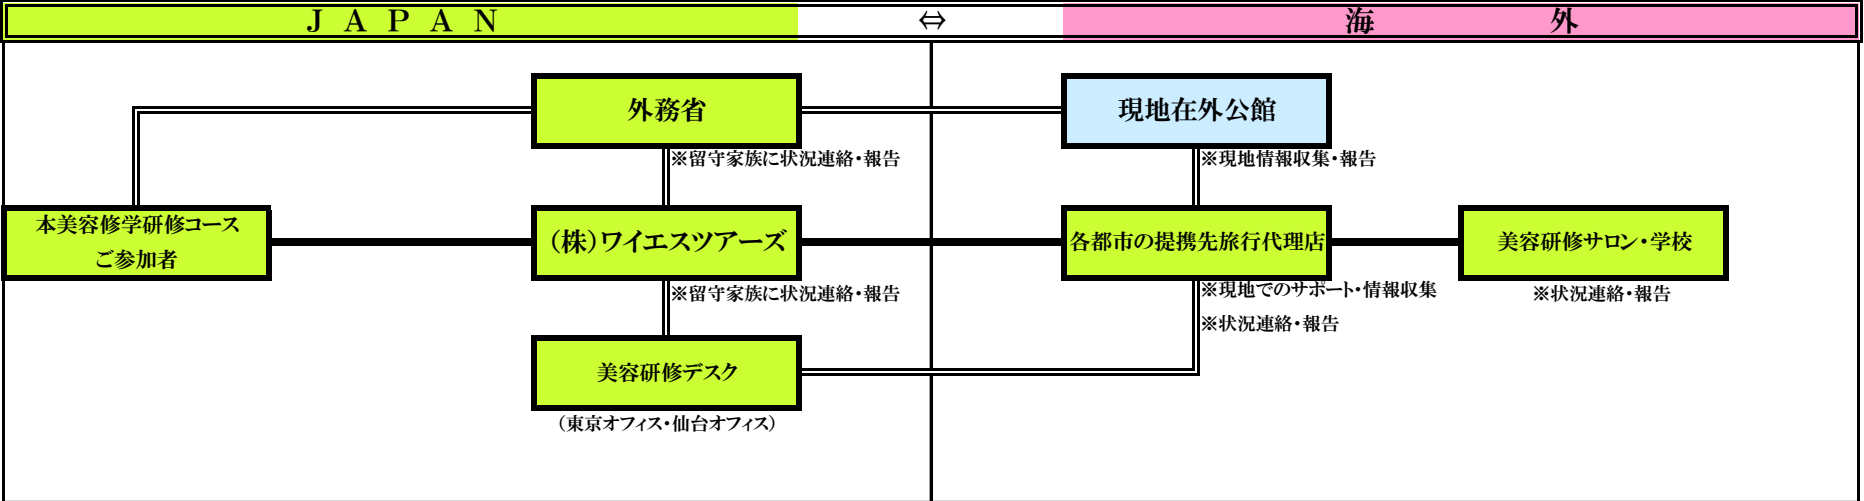 ＪＡＰＡＮ ⇔ 海外
外務省
現地在外公館
※留守家族に状況連絡・報告
※現地情報収集・報告
本美容修学研修コース
ご参加者
（株）ワイエスツアーズ
各都市の提携先旅行代理店
美容研修サロン・学校
※留守家族に状況連絡・報告
※現地でのサポート・情報収集
※状況連絡・報告
※状況連絡・報告
美容研修デスク
（東京オフィス・仙台オフィス）